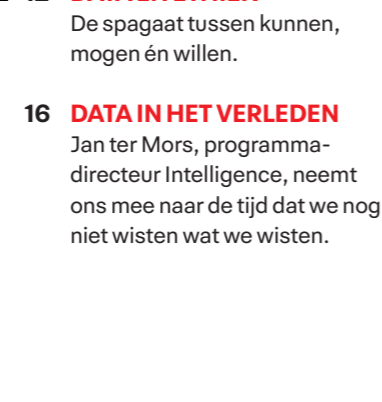 De spagaat tussen kunnen,
mogen én willen.
16 DATA IN HET VERLEDEN
Jan ter Mors, programma-
directeur Intelligence, neemt
ons mee naar de tijd dat we nog
niet wisten wat we wisten.